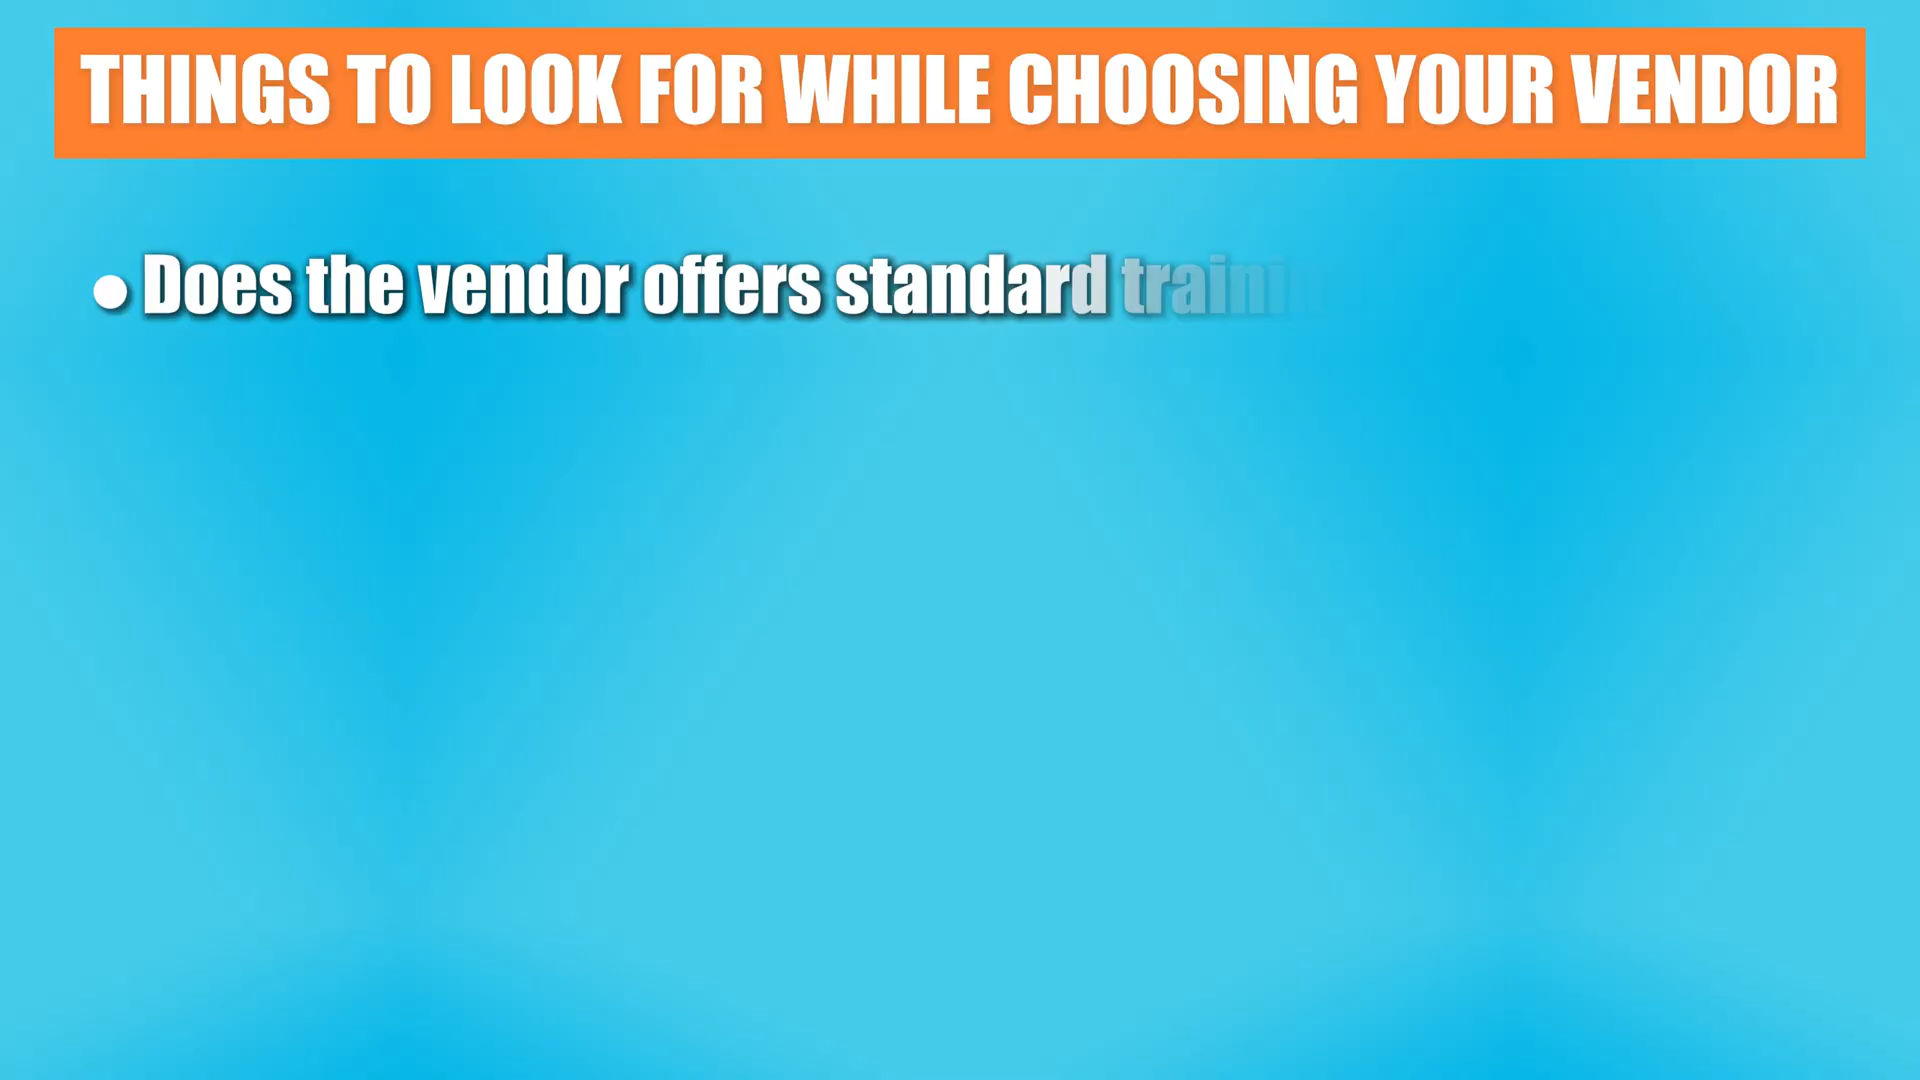 THINGS TO LOOK FOR WHILE CHOOSING YOUR VENDOR
• Does the vendor offers standard